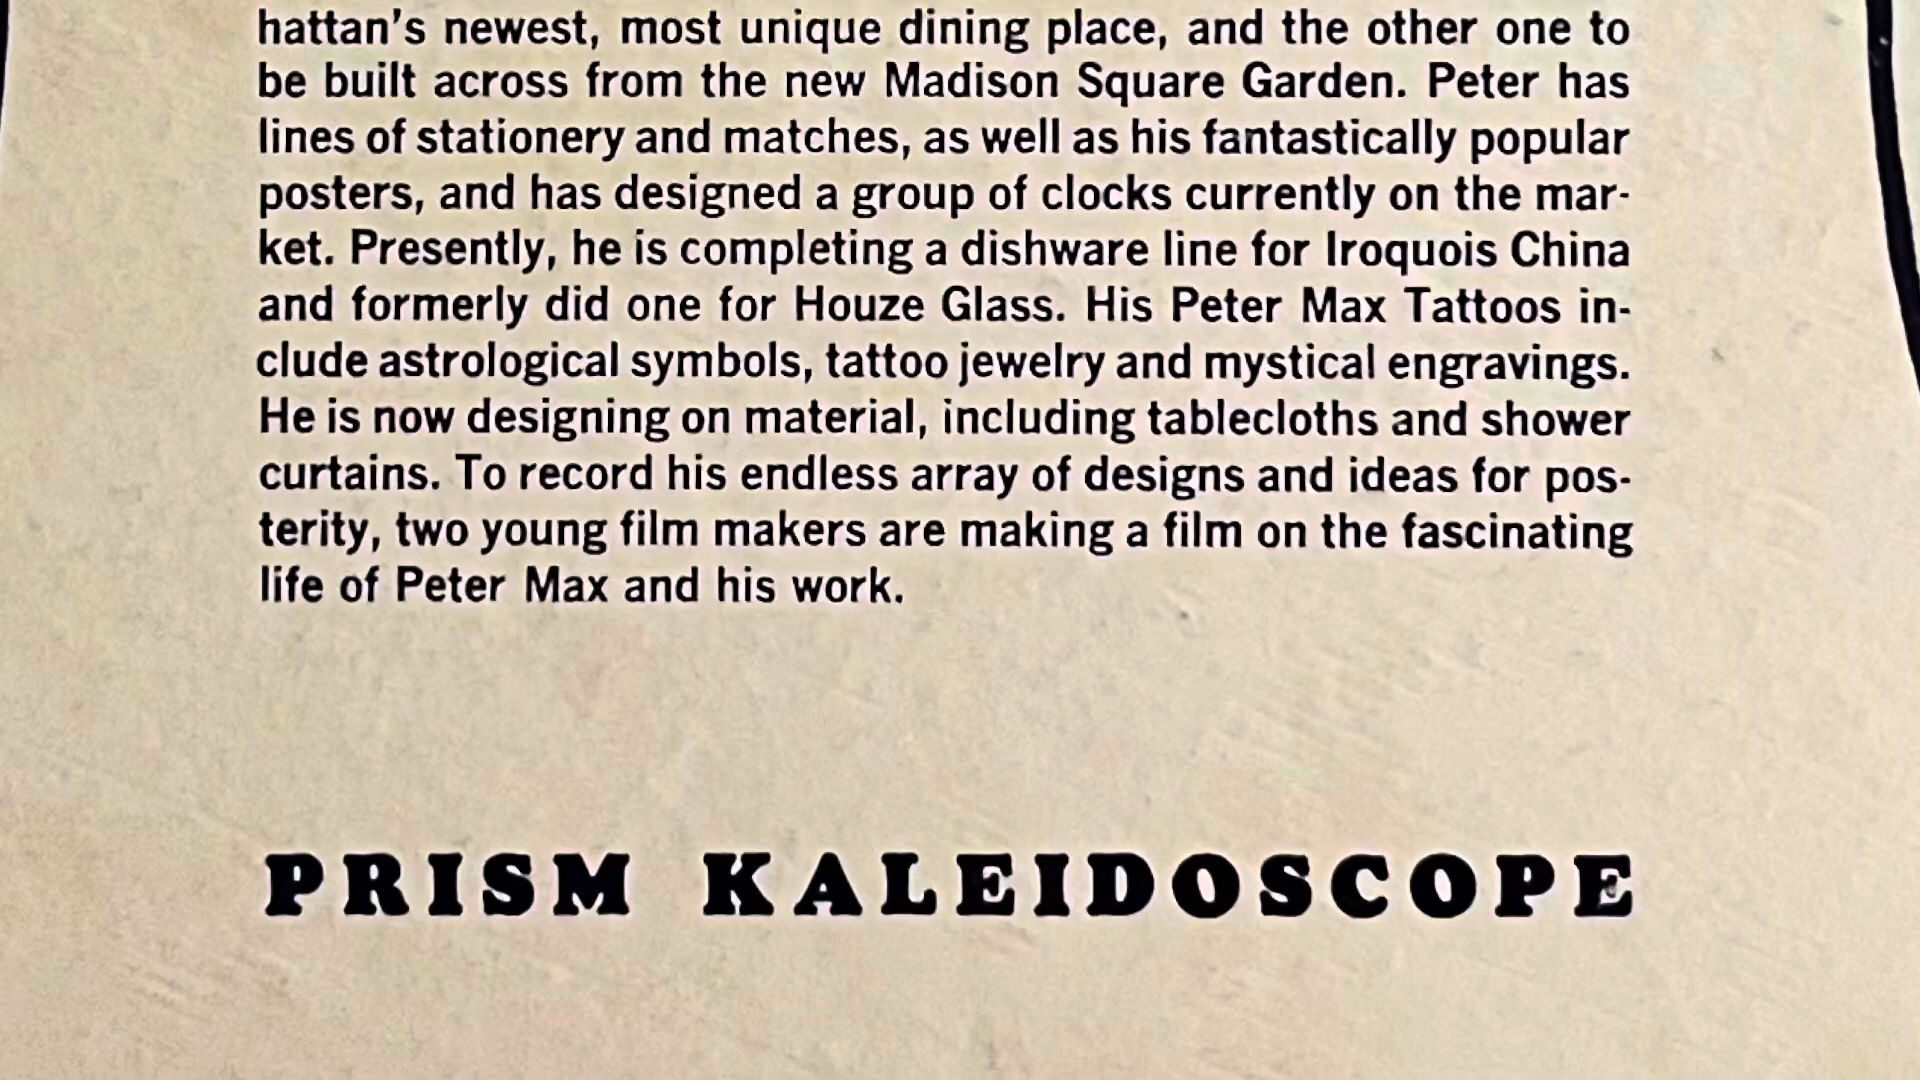 hattan's newest, most unique dining place, and the other one to
be built across from the new Madison Square Garden. Peter has
lines of stationery and matches, as well as his fantastically popular
posters, and has designed a group of clocks currently on the mar-
ket. Presently, he is completing a dishware line for Iroquois China
and formerly did one for Houze Glass. His Peter Max Tattoos in-
clude astrological symbols, tattoo jewelry and mystical engravings.
He is now designing on material, including tablecloths and shower
curtains. To record his endless array of designs and ideas for pos-
terity, two young film makers are making a film on the fascinating
life of Peter Max and his work.
PRISM KALEIDOSCOPE